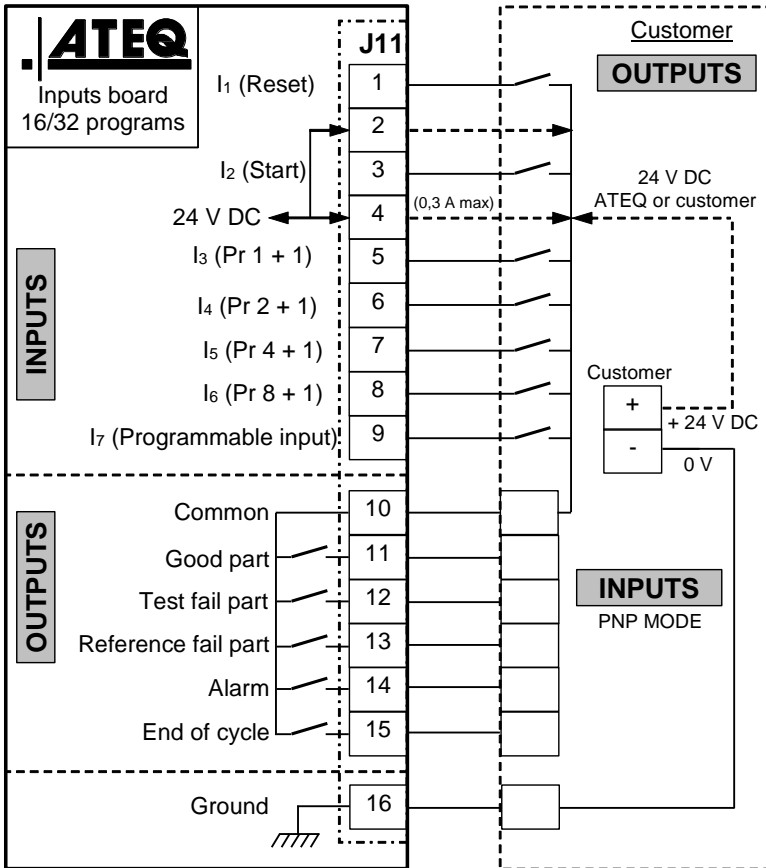 ATEQ
Inputs board
16/32 programs
J11
Customer
OUTPUTS
I1 (Reset)
1
2
I2 (Start)
3
24 V DC
4
(0,3 A max)
24 V DC
ATEQ or customer
I3 (Pr 1 + 1)
5
I4 (Pr 2 + 1)
6
I5 (Pr 4 + 1)
7
I6 (Pr 8 + 1)
8
I7 (Programmable input)
9
INPUTS
Customer
+
+ 24 V DC
-
0 V
OUTPUTS
Common
10
Good part
11
Test fail part
12
Reference fail part
13
Alarm
14
End of cycle
15
INPUTS
PNP MODE
Ground
16